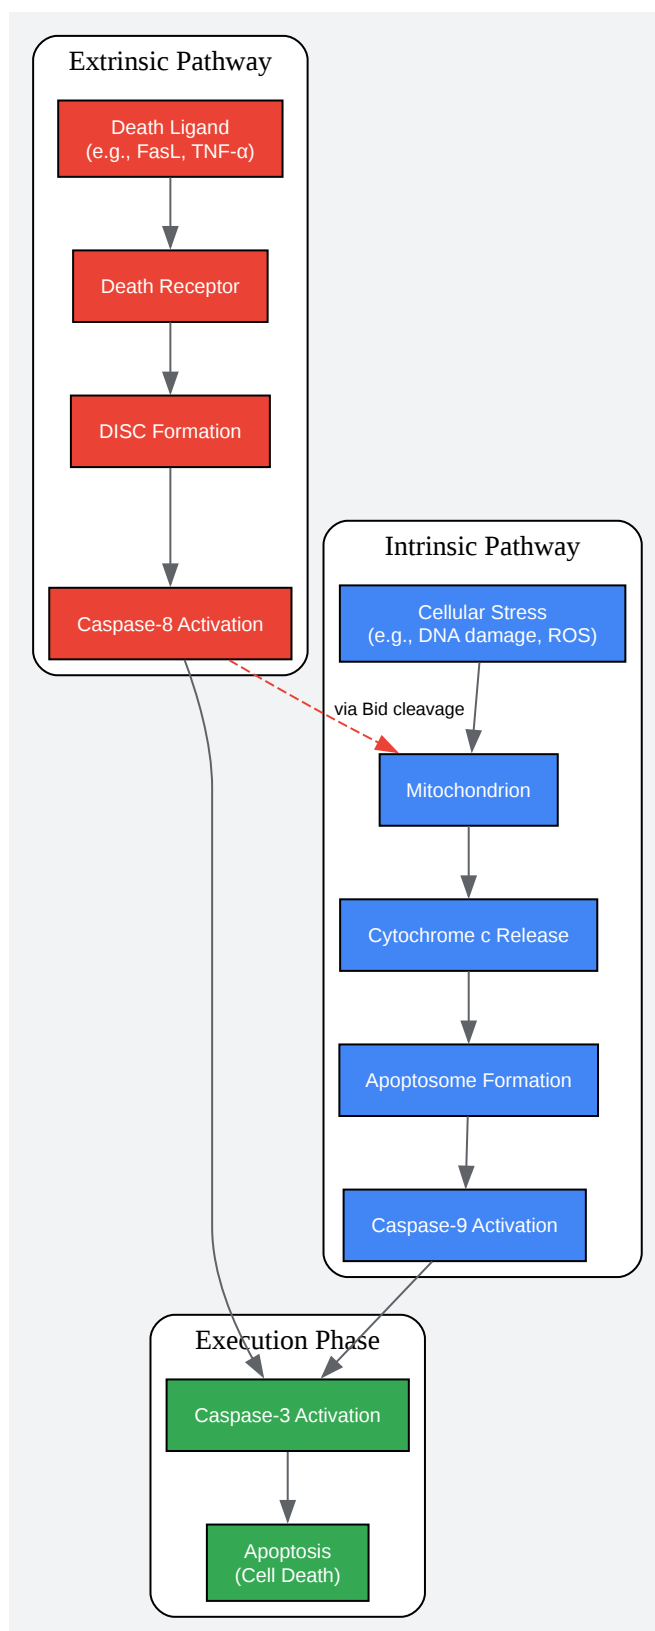 Extrinsic Pathway
Death Ligand
(e.g., FasL, TNF-α)
Death Receptor
DISC Formation
Caspase-8 Activation
Intrinsic Pathway
Cellular Stress
(e.g., DNA damage, ROS)
via Bid cleavage
Mitochondrion
Cytochrome c Release
Apoptosome Formation
Caspase-9 Activation
Execution Phase
Caspase-3 Activation
Apoptosis
(Cell Death)